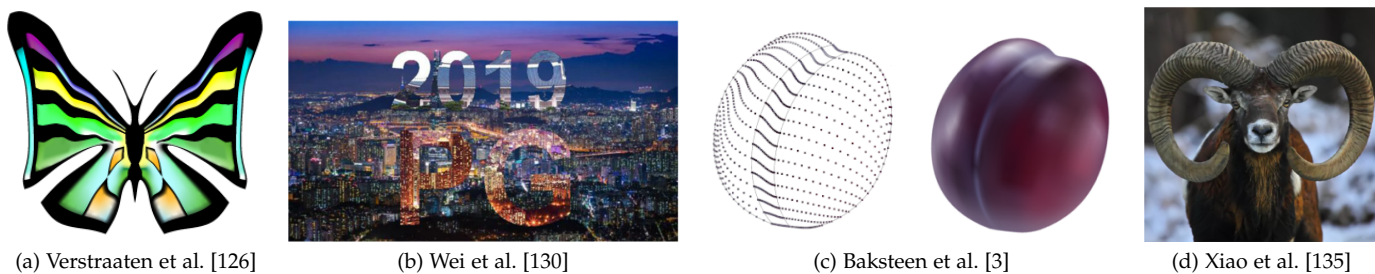 2019
PG
(a) Verstraaten et al. [126]
(b) Wei et al. [130]
(c) Baksteen et al. [3]
(d) Xiao et al. [135]